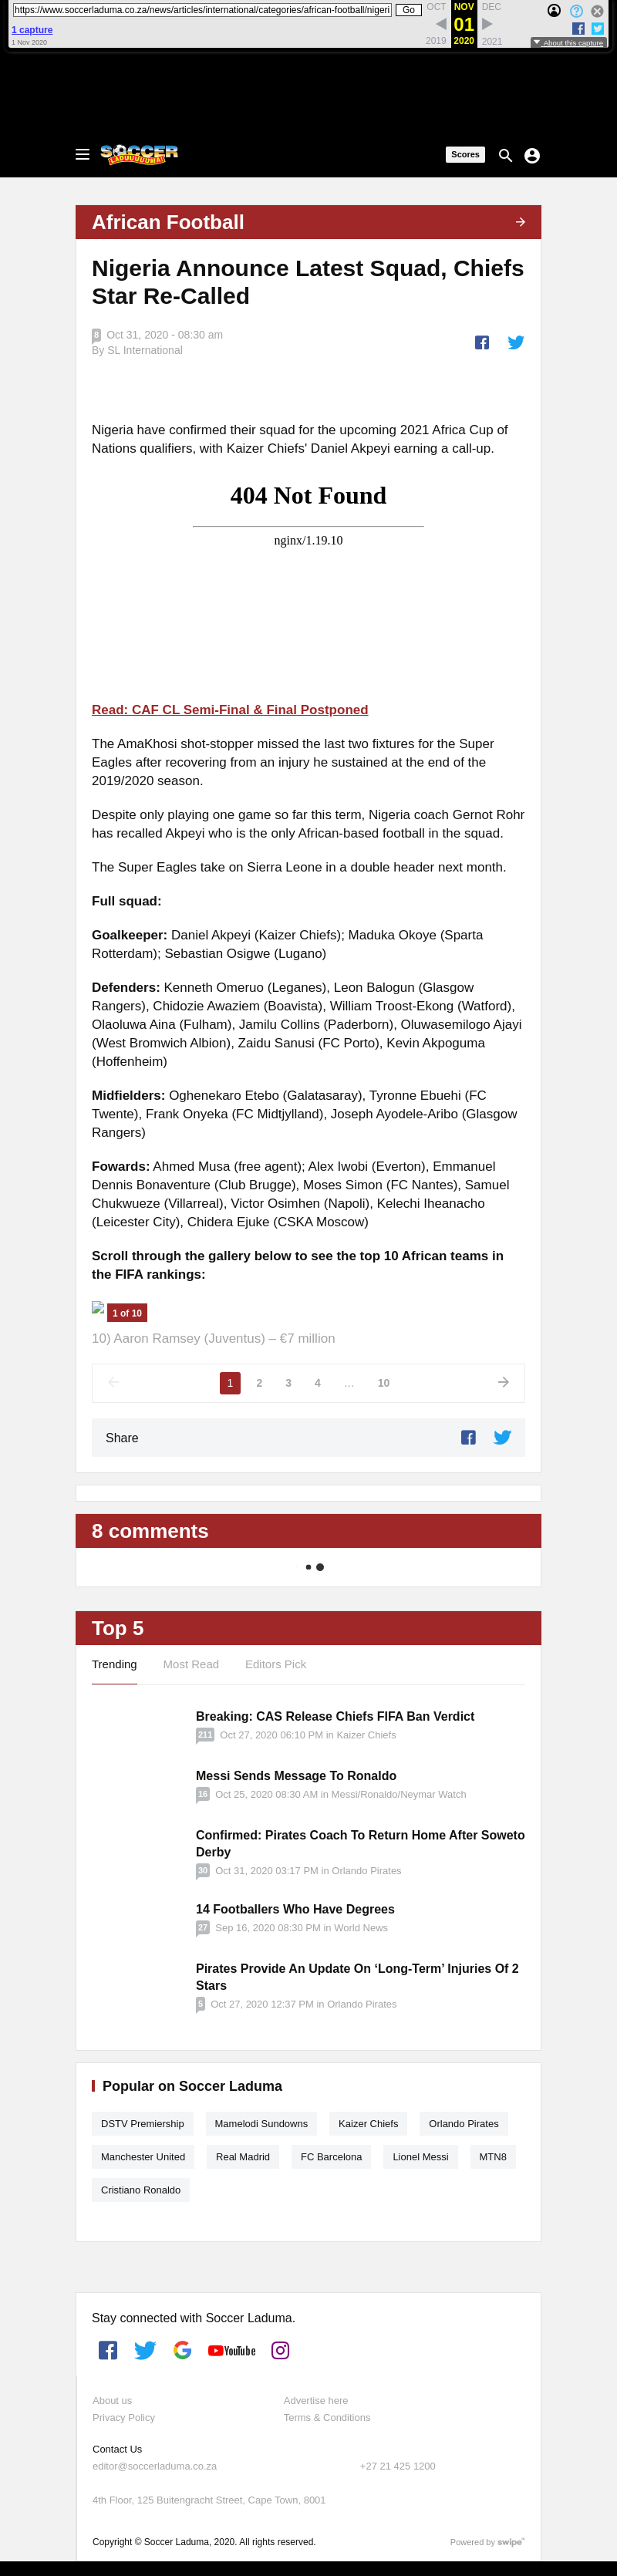 https://www.soccerladuma.co.za/news/articles/international/categories/african-football/nigeri
Go
OCT NOV DEC
01
2019 2020 2021
1 capture
1 Nov 2020
About this capture
SOCCER
LADUUUUUMA!
Scores
African Football
Nigeria Announce Latest Squad, Chiefs
Star Re-Called
8 Oct 31, 2020 - 08:30 am
By SL International
Nigeria have confirmed their squad for the upcoming 2021 Africa Cup of
Nations qualifiers, with Kaizer Chiefs' Daniel Akpeyi earning a call-up.
404 Not Found
nginx/1.19.10
Read: CAF CL Semi-Final & Final Postponed
The AmaKhosi shot-stopper missed the last two fixtures for the Super
Eagles after recovering from an injury he sustained at the end of the
2019/2020 season.
Despite only playing one game so far this term, Nigeria coach Gernot Rohr
has recalled Akpeyi who is the only African-based football in the squad.
The Super Eagles take on Sierra Leone in a double header next month.
Full squad:
Goalkeeper: Daniel Akpeyi (Kaizer Chiefs); Maduka Okoye (Sparta
Rotterdam); Sebastian Osigwe (Lugano)
Defenders: Kenneth Omeruo (Leganes), Leon Balogun (Glasgow
Rangers), Chidozie Awaziem (Boavista), William Troost-Ekong (Watford),
Olaoluwa Aina (Fulham), Jamilu Collins (Paderborn), Oluwasemilogo Ajayi
(West Bromwich Albion), Zaidu Sanusi (FC Porto), Kevin Akpoguma
(Hoffenheim)
Midfielders: Oghenekaro Etebo (Galatasaray), Tyronne Ebuehi (FC
Twente), Frank Onyeka (FC Midtjylland), Joseph Ayodele-Aribo (Glasgow
Rangers)
Fowards: Ahmed Musa (free agent); Alex Iwobi (Everton), Emmanuel
Dennis Bonaventure (Club Brugge), Moses Simon (FC Nantes), Samuel
Chukwueze (Villarreal), Victor Osimhen (Napoli), Kelechi Iheanacho
(Leicester City), Chidera Ejuke (CSKA Moscow)
Scroll through the gallery below to see the top 10 African teams in
the FIFA rankings:
1 of 10
10) Aaron Ramsey (Juventus) – €7 million
1 2 3 4 ... 10
Share
8 comments
Top 5
Trending Most Read Editors Pick
Breaking: CAS Release Chiefs FIFA Ban Verdict
211 Oct 27, 2020 06:10 PM in Kaizer Chiefs
Messi Sends Message To Ronaldo
16 Oct 25, 2020 08:30 AM in Messi/Ronaldo/Neymar Watch
Confirmed: Pirates Coach To Return Home After Soweto
Derby
30 Oct 31, 2020 03:17 PM in Orlando Pirates
14 Footballers Who Have Degrees
27 Sep 16, 2020 08:30 PM in World News
Pirates Provide An Update On ‘Long-Term’ Injuries Of 2
Stars
5 Oct 27, 2020 12:37 PM in Orlando Pirates
Popular on Soccer Laduma
DSTV Premiership Mamelodi Sundowns Kaizer Chiefs Orlando Pirates
Manchester United Real Madrid FC Barcelona Lionel Messi MTN8
Cristiano Ronaldo
Stay connected with Soccer Laduma.
YouTube
About us Advertise here
Privacy Policy Terms & Conditions
Contact Us
editor@soccerladuma.co.za +27 21 425 1200
4th Floor, 125 Buitengracht Street, Cape Town, 8001
Copyright © Soccer Laduma, 2020. All rights reserved. Powered by swipe